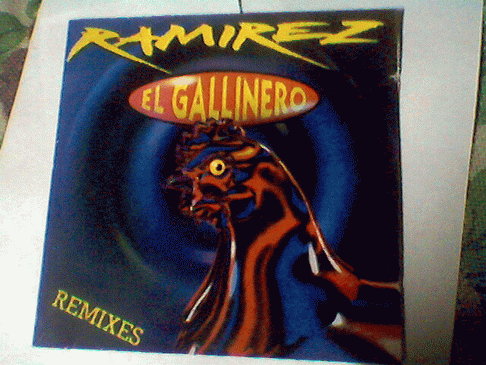 RAMIREZ
EL GALLINERO
REMIXES